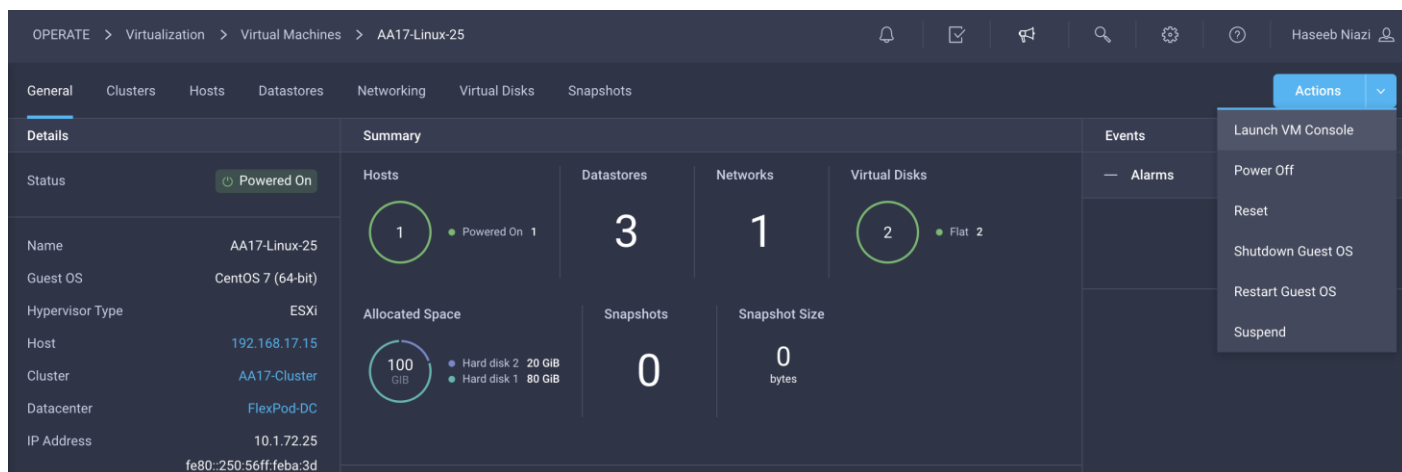 OPERATE > Virtualization > Virtual Machines > AA17-Linux-25
Haseeb Niazi
General Clusters Hosts Datastores Networking Virtual Disks Snapshots
Actions
Launch VM Console
Power Off
Reset
Shutdown Guest OS
Restart Guest OS
Suspend
Details
Status Powered On
Name AA17-Linux-25
Guest OS CentOS 7 (64-bit)
Hypervisor Type ESXi
Host 192.168.17.15
Cluster AA17-Cluster
Datacenter FlexPod-DC
IP Address 10.1.72.25
fe80::250:56ff:feba:3d
Summary
Hosts
1
Powered On 1
Datastores
3
Networks
1
Virtual Disks
2
Flat 2
Allocated Space
100
GIB
Hard disk 2 20 GiB
Hard disk 1 80 GiB
Snapshots
0
Snapshot Size
0
bytes
Events
— Alarms